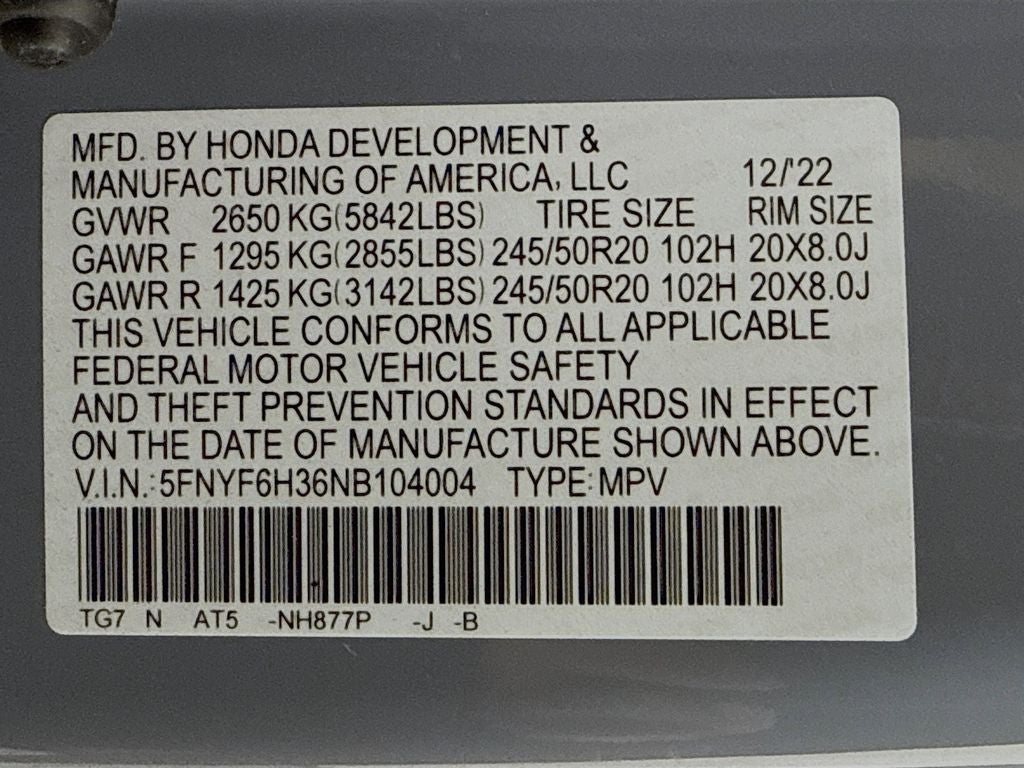 MFD. BY HONDA DEVELOPMENT &
MANUFACTURING OF AMERICA, LLC 12/'22
GVWR 2650 KG(5842LBS) TIRE SIZE RIM SIZE
GAWR F 1295 KG(2855LBS) 245/50R20 102H 20X8.0J
GAWR R 1425 KG(3142LBS) 245/50R20 102H 20X8.0J
THIS VEHICLE CONFORMS TO ALL APPLICABLE
FEDERAL MOTOR VEHICLE SAFETY
AND THEFT PREVENTION STANDARDS IN EFFECT
ON THE DATE OF MANUFACTURE SHOWN ABOVE.
V.I.N.:5FNYF6H36NB104004 TYPE:MPV
TG7 N AT5 -NH877P -J -B